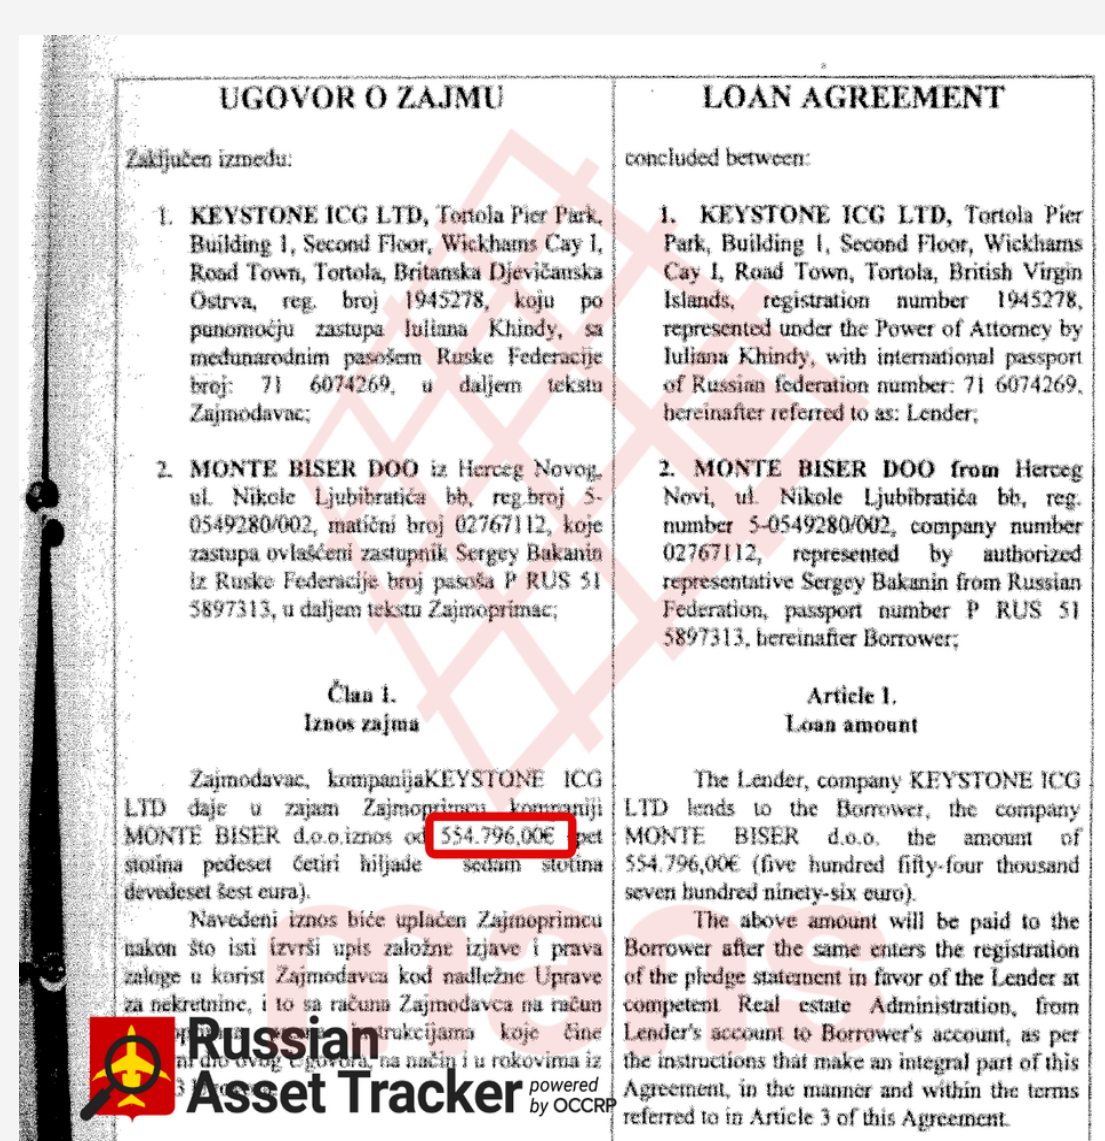 UGOVOR O ZAJMU
Zaključen između:
1. KEYSTONE ICG LTD, Tortola Pier Park,
Building 1, Second Floor, Wickhams Cay I,
Road Town, Tortola, Britanska Djevičanska
Ostrva, reg. broj 1945278, koju po
punomoćju zastupa Iuliana Khindy, sa
međunarodnim pasošem Ruske Federacije
broj: 71 6074269, u daljem tekstu
Zajmodavac;
2. MONTE BISER DOO iz Herceg Novog,
ul. Nikole Ljubibratića bb, reg.broj 5-
0549280/002, matični broj 02767112, koje
zastupa ovlašćeni zastupnik Sergey Bakanin
iz Ruske Federacije broj pasoša P RUS 51
5897313, u daljem tekstu Zajmoprimac;
Član 1.
Iznos zajma
Zajmodavac, kompanijaKEYSTONE ICG
LTD daje u zajam Zajmoprimcu kompaniji
MONTE BISER d.o.o.iznos od 554.796,00€ pet
stotina pedeset četiri hiljade sedam stotina
devedeset šest eura).
Navedeni iznos biće uplaćen Zajmoprimcu
nakon što isti izvrši upis založne izjave i prava
zaloge u korist Zajmodavca kod nadležne Uprave
za nekretnine, i to sa računa Zajmodavca na račun
koje čine
dio ovog na način i u rokovima iz
LOAN AGREEMENT
concluded between:
1. KEYSTONE ICG LTD, Tortola Pier
Park, Building 1, Second Floor, Wickhams
Cay I, Road Town, Tortola, British Virgin
Islands, registration number 1945278,
represented under the Power of Attorney by
Iuliana Khindy, with international passport
of Russian federation number: 71 6074269,
hereinafter referred to as: Lender;
2. MONTE BISER DOO from Herceg
Novi, ul. Nikole Ljubibratića bb, reg.
number 5-0549280/002, company number
02767112, represented by authorized
representative Sergey Bakanin from Russian
Federation, passport number P RUS 51
5897313, hereinafter Borrower;
Article 1.
Loan amount
The Lender, company KEYSTONE ICG
LTD lends to the Borrower, the company
MONTE BISER d.o.o. the amount of
554.796,00€ (five hundred fifty-four thousand
seven hundred ninety-six euro).
The above amount will be paid to the
Borrower after the same enters the registration
of the pledge statement in favor of the Lender at
competent Real estate Administration, from
Lender's account to Borrower's account, as per
the instructions that make an integral part of this
Agreement, in the manner and within the terms
referred to in Article 3 of this Agreement.
mans
Russian
Asset Tracker
powered
by OCCRP